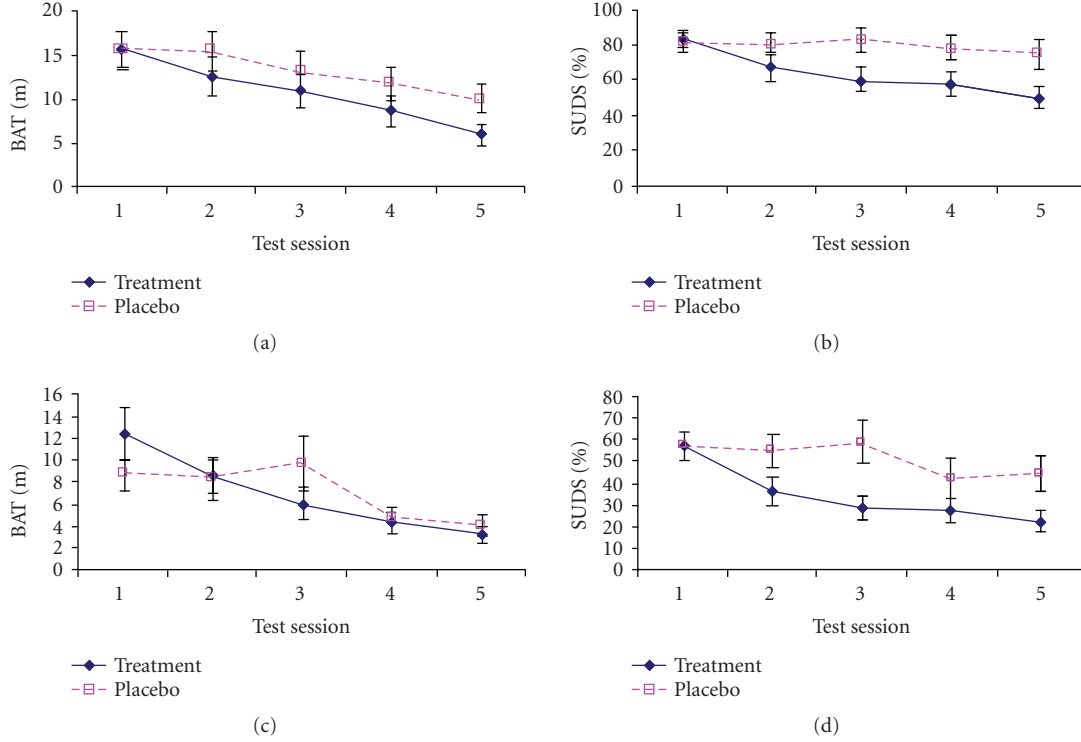 BAT (m)
20
15
10
5
0
1 2 3 4 5
Test session
Treatment
Placebo
(a)
SUDS (%)
100
80
60
40
20
0
1 2 3 4 5
Test session
Treatment
Placebo
(b)
BAT (m)
16
14
12
10
8
6
4
2
0
1 2 3 4 5
Test session
Treatment
Placebo
(c)
SUDS (%)
80
70
60
50
40
30
20
10
0
1 2 3 4 5
Test session
Treatment
Placebo
(d)